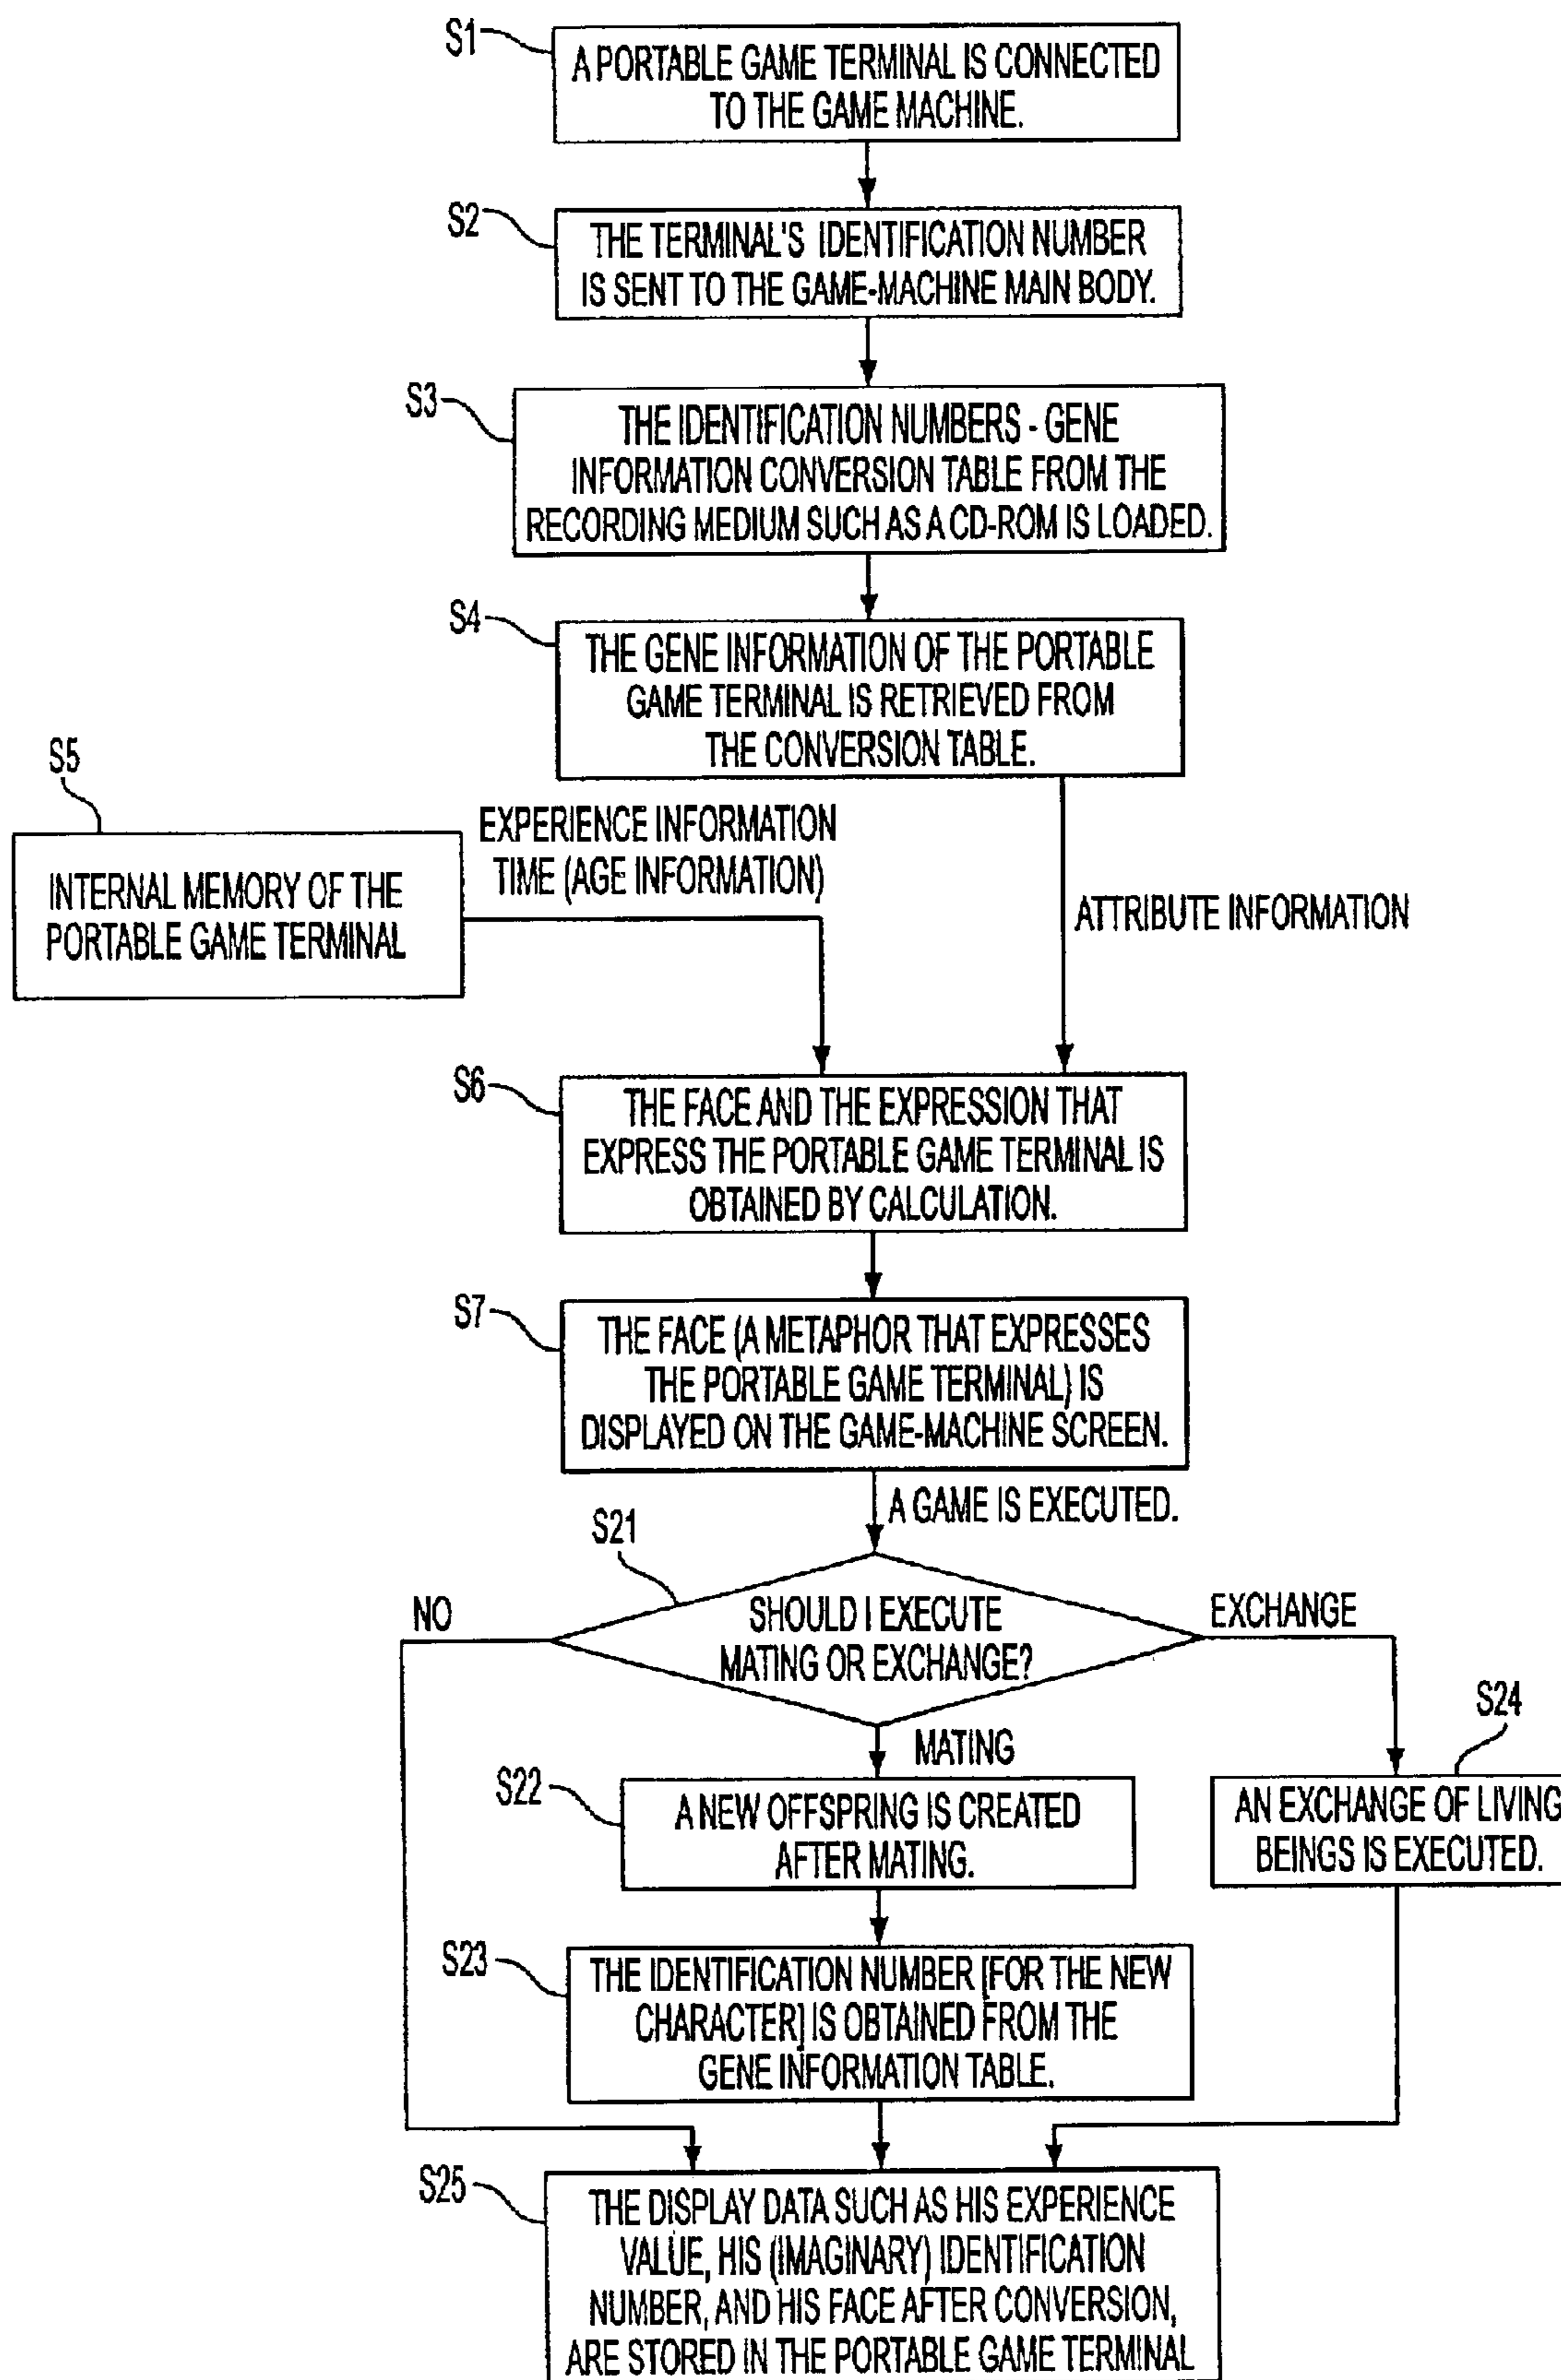 S1
A PORTABLE GAME TERMINAL IS CONNECTED
TO THE GAME MACHINE.
S2
THE TERMINAL'S IDENTIFICATION NUMBER
IS SENT TO THE GAME-MACHINE MAIN BODY.
S3
THE IDENTIFICATION NUMBERS - GENE
INFORMATION CONVERSION TABLE FROM THE
RECORDING MEDIUM SUCH AS A CD-ROM IS LOADED.
S4
THE GENE INFORMATION OF THE PORTABLE
GAME TERMINAL IS RETRIEVED FROM
THE CONVERSION TABLE.
S5
INTERNAL MEMORY OF THE
PORTABLE GAME TERMINAL
EXPERIENCE INFORMATION
TIME (AGE INFORMATION)
ATTRIBUTE INFORMATION
S6
THE FACE AND THE EXPRESSION THAT
EXPRESS THE PORTABLE GAME TERMINAL IS
OBTAINED BY CALCULATION.
S7
THE FACE (A METAPHOR THAT EXPRESSES
THE PORTABLE GAME TERMINAL) IS
DISPLAYED ON THE GAME-MACHINE SCREEN.
A GAME IS EXECUTED.
S21
NO
SHOULD I EXECUTE
MATING OR EXCHANGE?
EXCHANGE
MATING
S22
A NEW OFFSPRING IS CREATED
AFTER MATING.
S24
AN EXCHANGE OF LIVING
BEINGS IS EXECUTED.
S23
THE IDENTIFICATION NUMBER [FOR THE NEW
CHARACTER] IS OBTAINED FROM THE
GENE INFORMATION TABLE.
S25
THE DISPLAY DATA SUCH AS HIS EXPERIENCE
VALUE, HIS (IMAGINARY) IDENTIFICATION
NUMBER, AND HIS FACE AFTER CONVERSION,
ARE STORED IN THE PORTABLE GAME TERMINAL